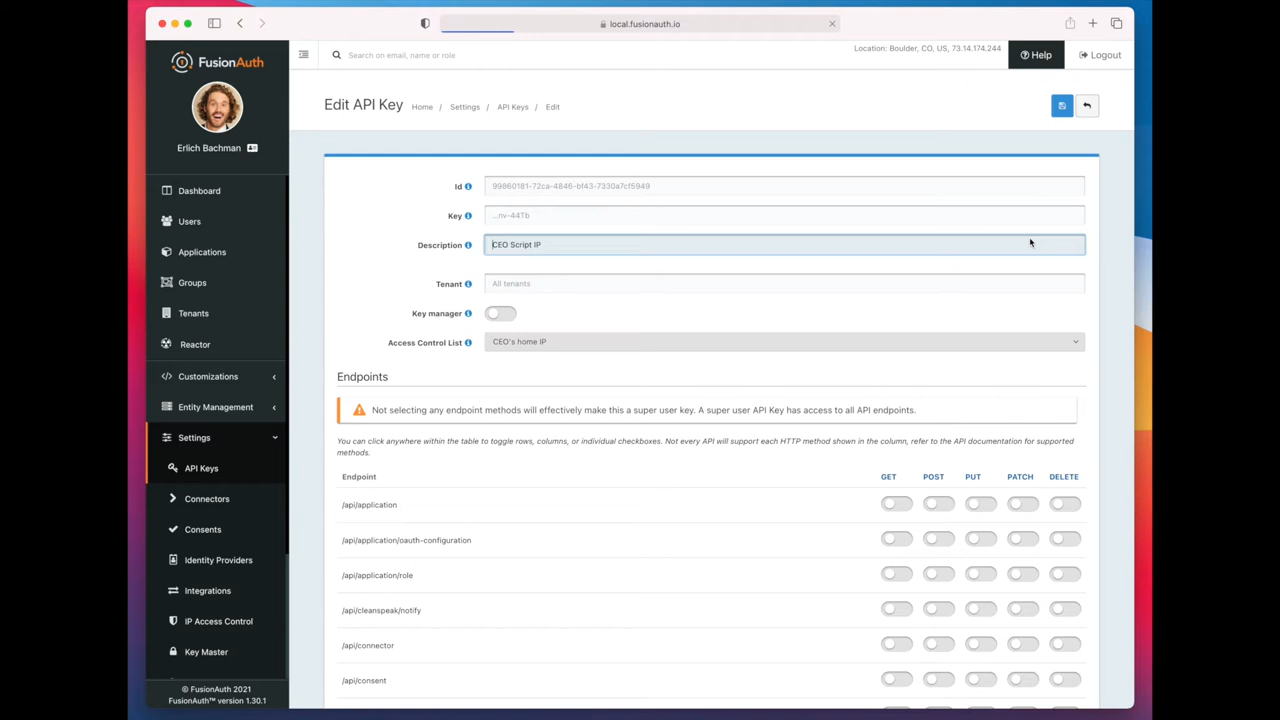 local.fusionauth.io
FusionAuth
Search on email, name or role
Location: Boulder, CO, US, 73.14.174.244
Help
Logout
Erlich Bachman
Edit API Key
Home / Settings / API Keys / Edit
Dashboard
Users
Applications
Groups
Tenants
Reactor
Customizations
Entity Management
Settings
API Keys
Connectors
Consents
Identity Providers
Integrations
IP Access Control
Key Master
© FusionAuth 2021
FusionAuth™ version 1.30.1
Id 99860181-72ca-4846-bf43-7330a7cf5949
Key ...nv-44Tb
Description CEO Script IP
Tenant All tenants
Key manager
Access Control List CEO's home IP
Endpoints
Not selecting any endpoint methods will effectively make this a super user key. A super user API Key has access to all API endpoints.
You can click anywhere within the table to toggle rows, columns, or individual checkboxes. Not every API will support each HTTP method shown in the column, refer to the API documentation for supported
methods.
Endpoint GET POST PUT PATCH DELETE
/api/application
/api/application/oauth-configuration
/api/application/role
/api/cleanspeak/notify
/api/connector
/api/consent